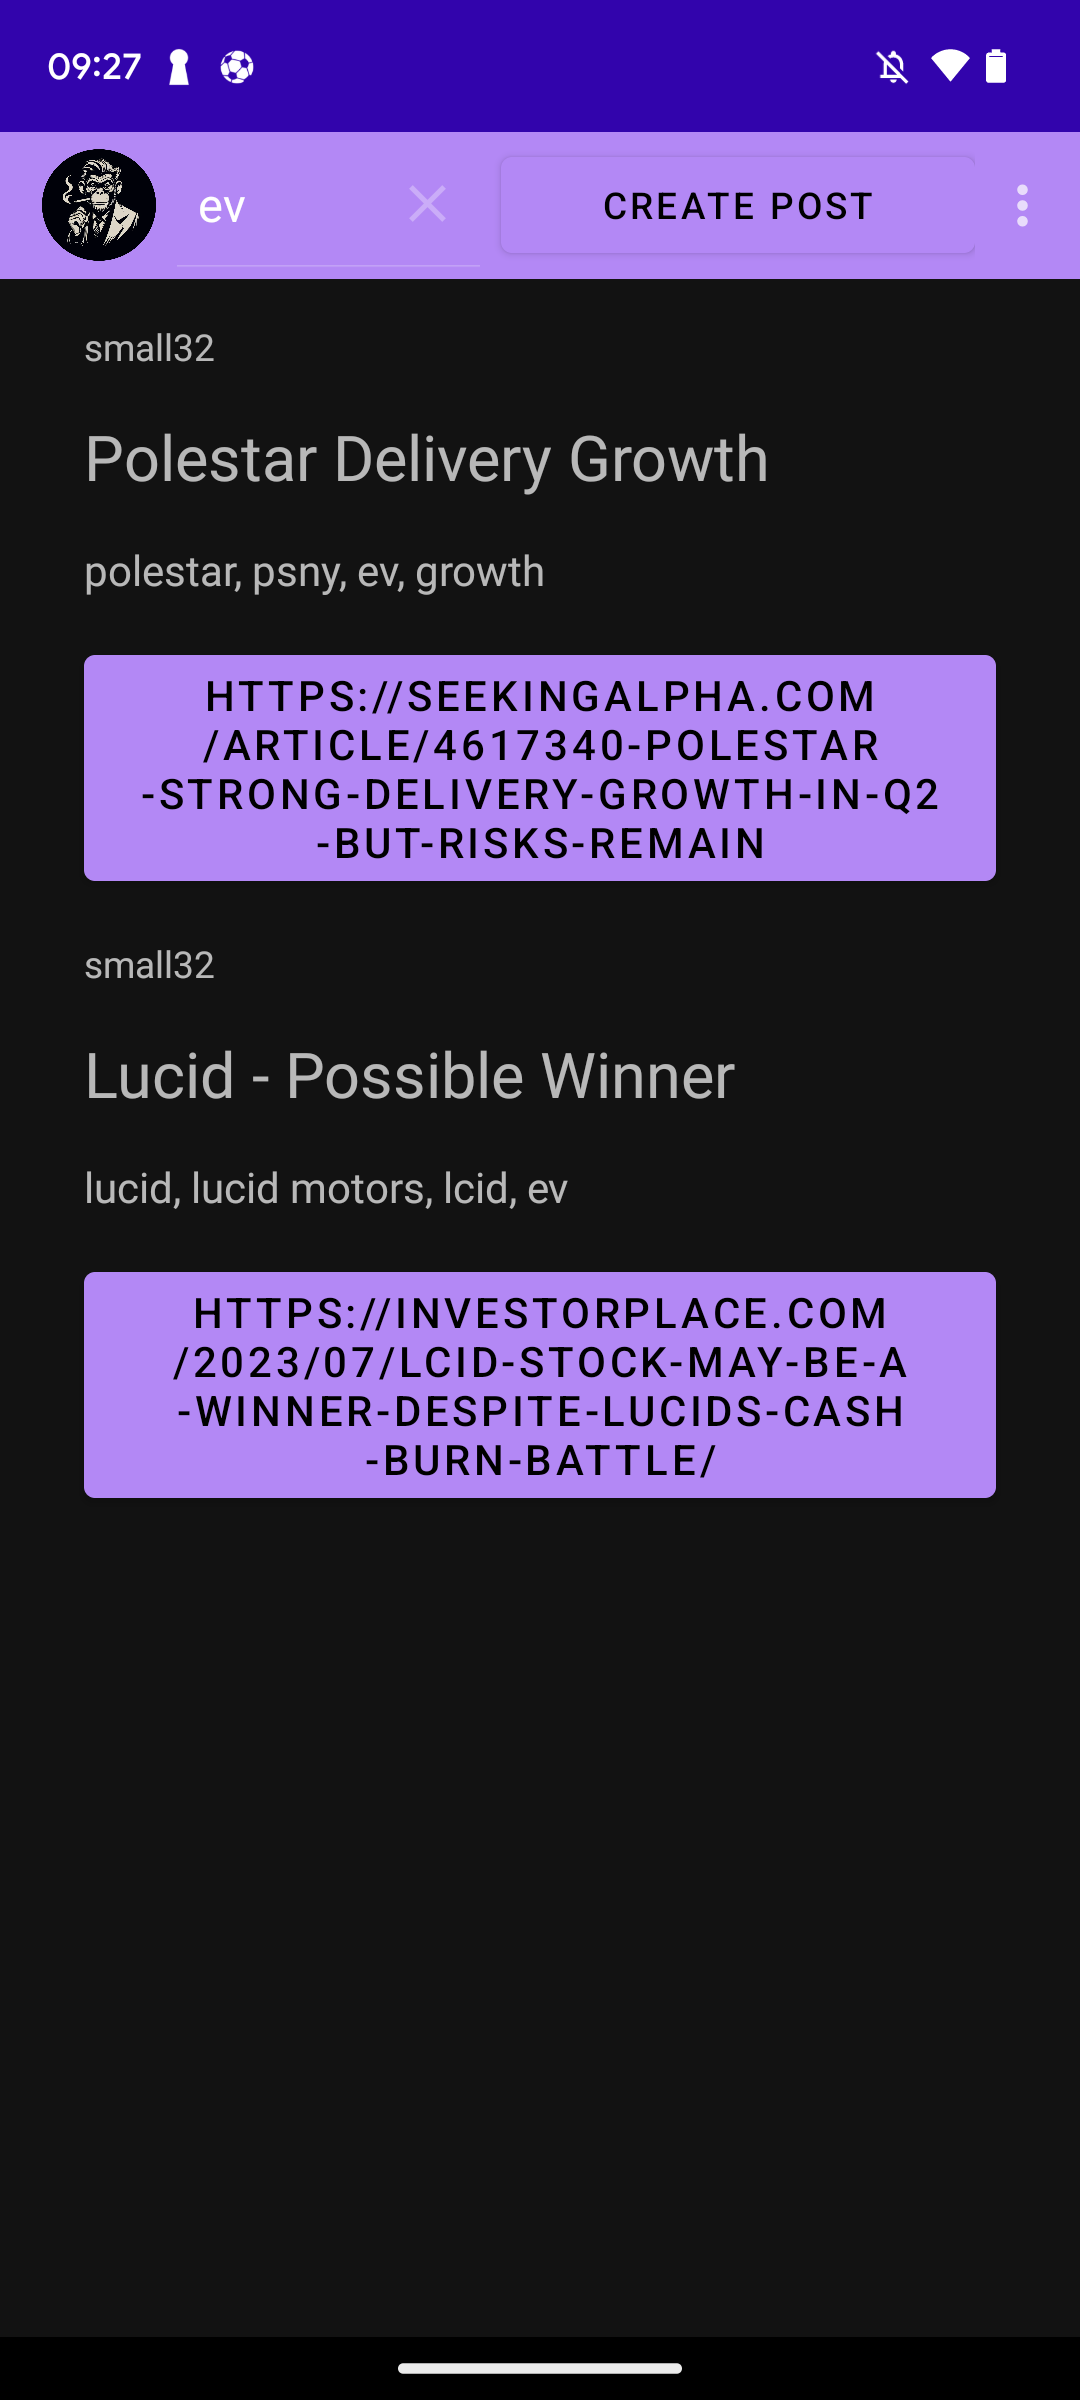 09:27
ev
CREATE POST
small32
Polestar Delivery Growth
polestar, psny, ev, growth
HTTPS://SEEKINGALPHA.COM
/ARTICLE/4617340-POLESTAR
-STRONG-DELIVERY-GROWTH-IN-Q2
-BUT-RISKS-REMAIN
small32
Lucid - Possible Winner
lucid, lucid motors, lcid, ev
HTTPS://INVESTORPLACE.COM
/2023/07/LCID-STOCK-MAY-BE-A
-WINNER-DESPITE-LUCIDS-CASH
-BURN-BATTLE/